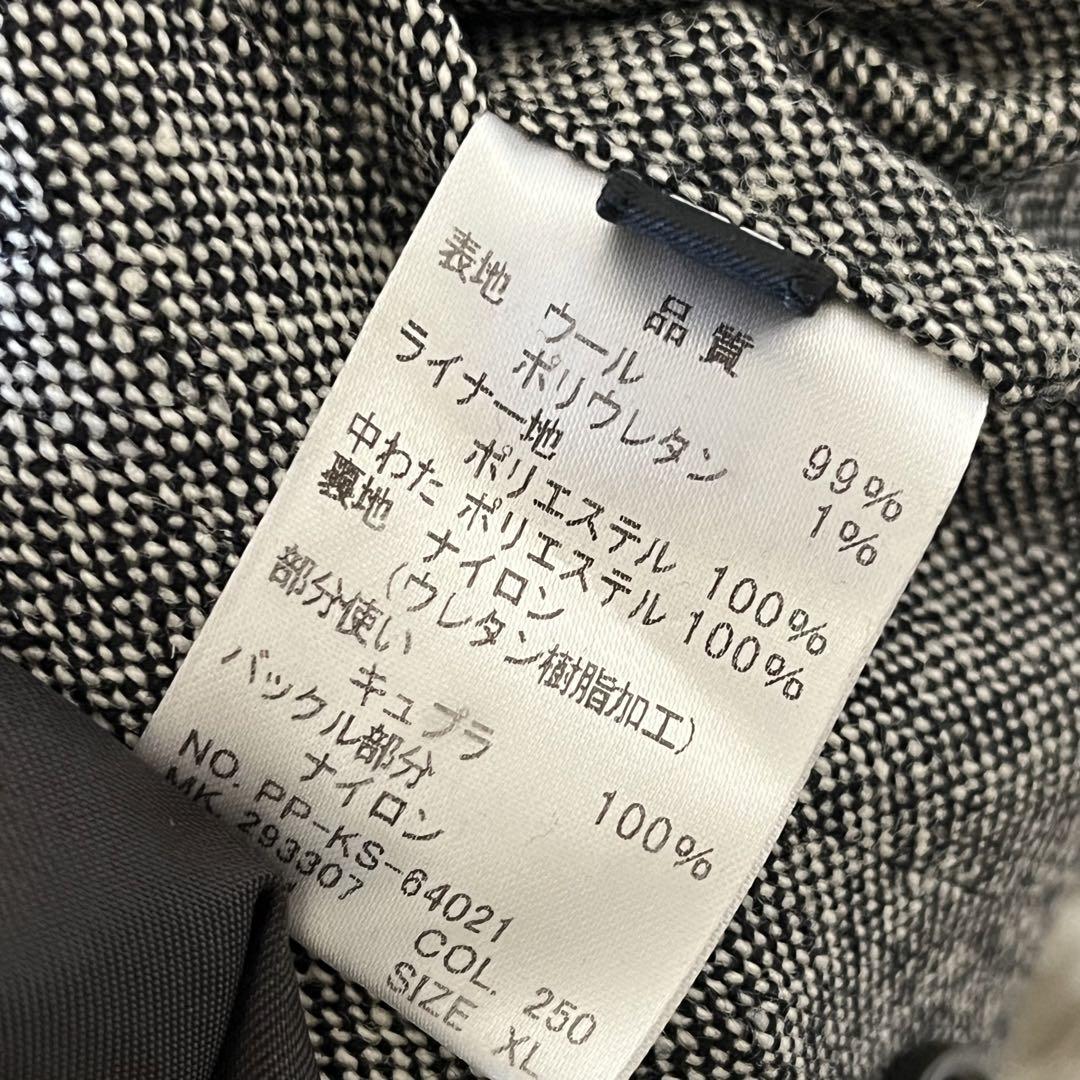 品質
表地 ウール 99%
ポリウレタン 1%
ライナー地
ポリエステル 100%
中わた ポリエステル 100%
裏地 ナイロン
(ウレタン樹脂加工)
部分使い
キュプラ 100%
バックル部分
ナイロン
NO. PP-KS-64021
MK. 293307 COL. 250
SIZE XL